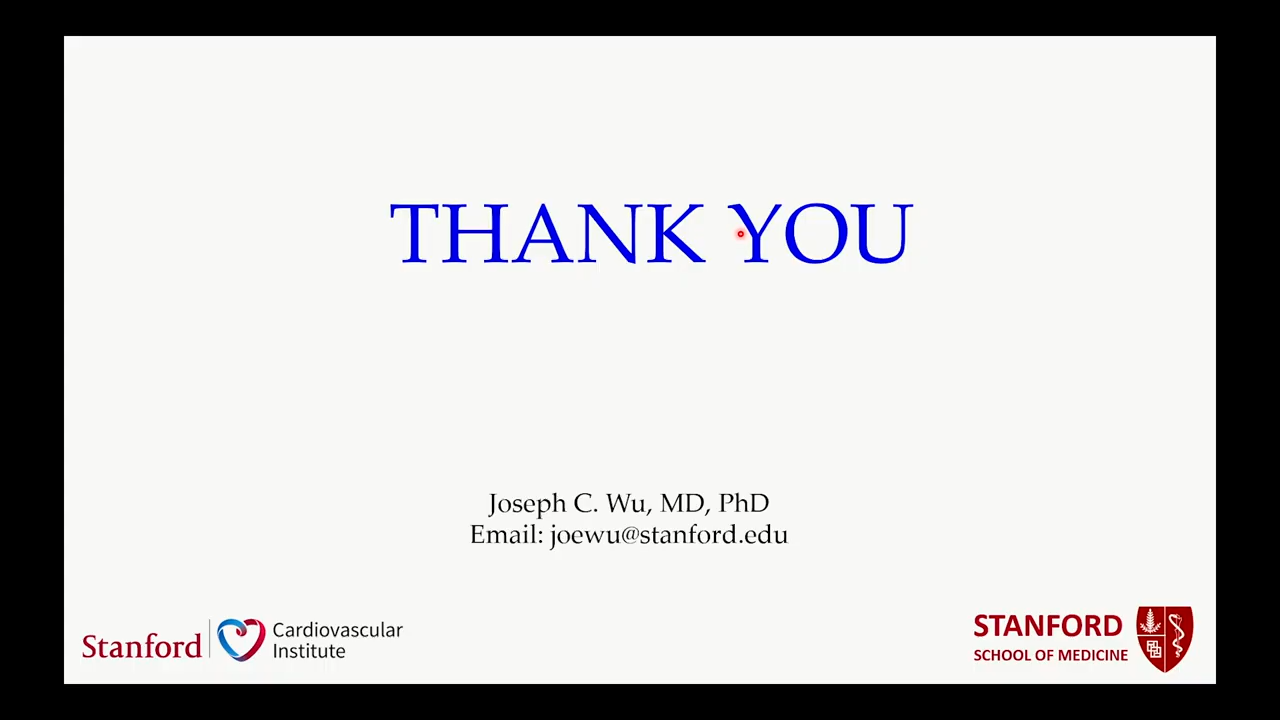 THANK YOU
Joseph C. Wu, MD, PhD
Email: joewu@stanford.edu
Stanford
Cardiovascular
Institute
STANFORD
SCHOOL OF MEDICINE